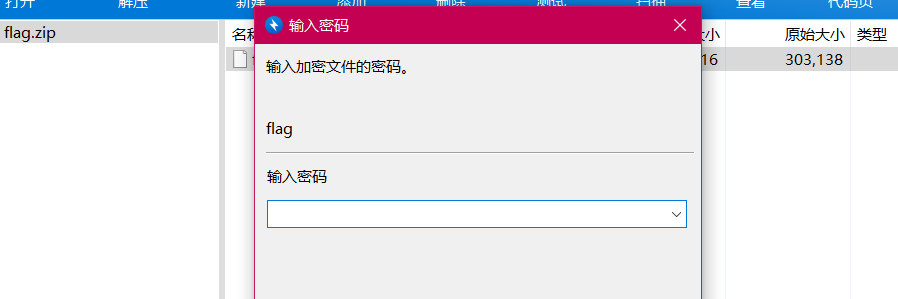 打开 解压 新建 添加 删除 测试 扫描 查看 代码页
flag.zip
输入密码
大小 原始大小 类型
16 303,138
输入加密文件的密码。
flag
输入密码